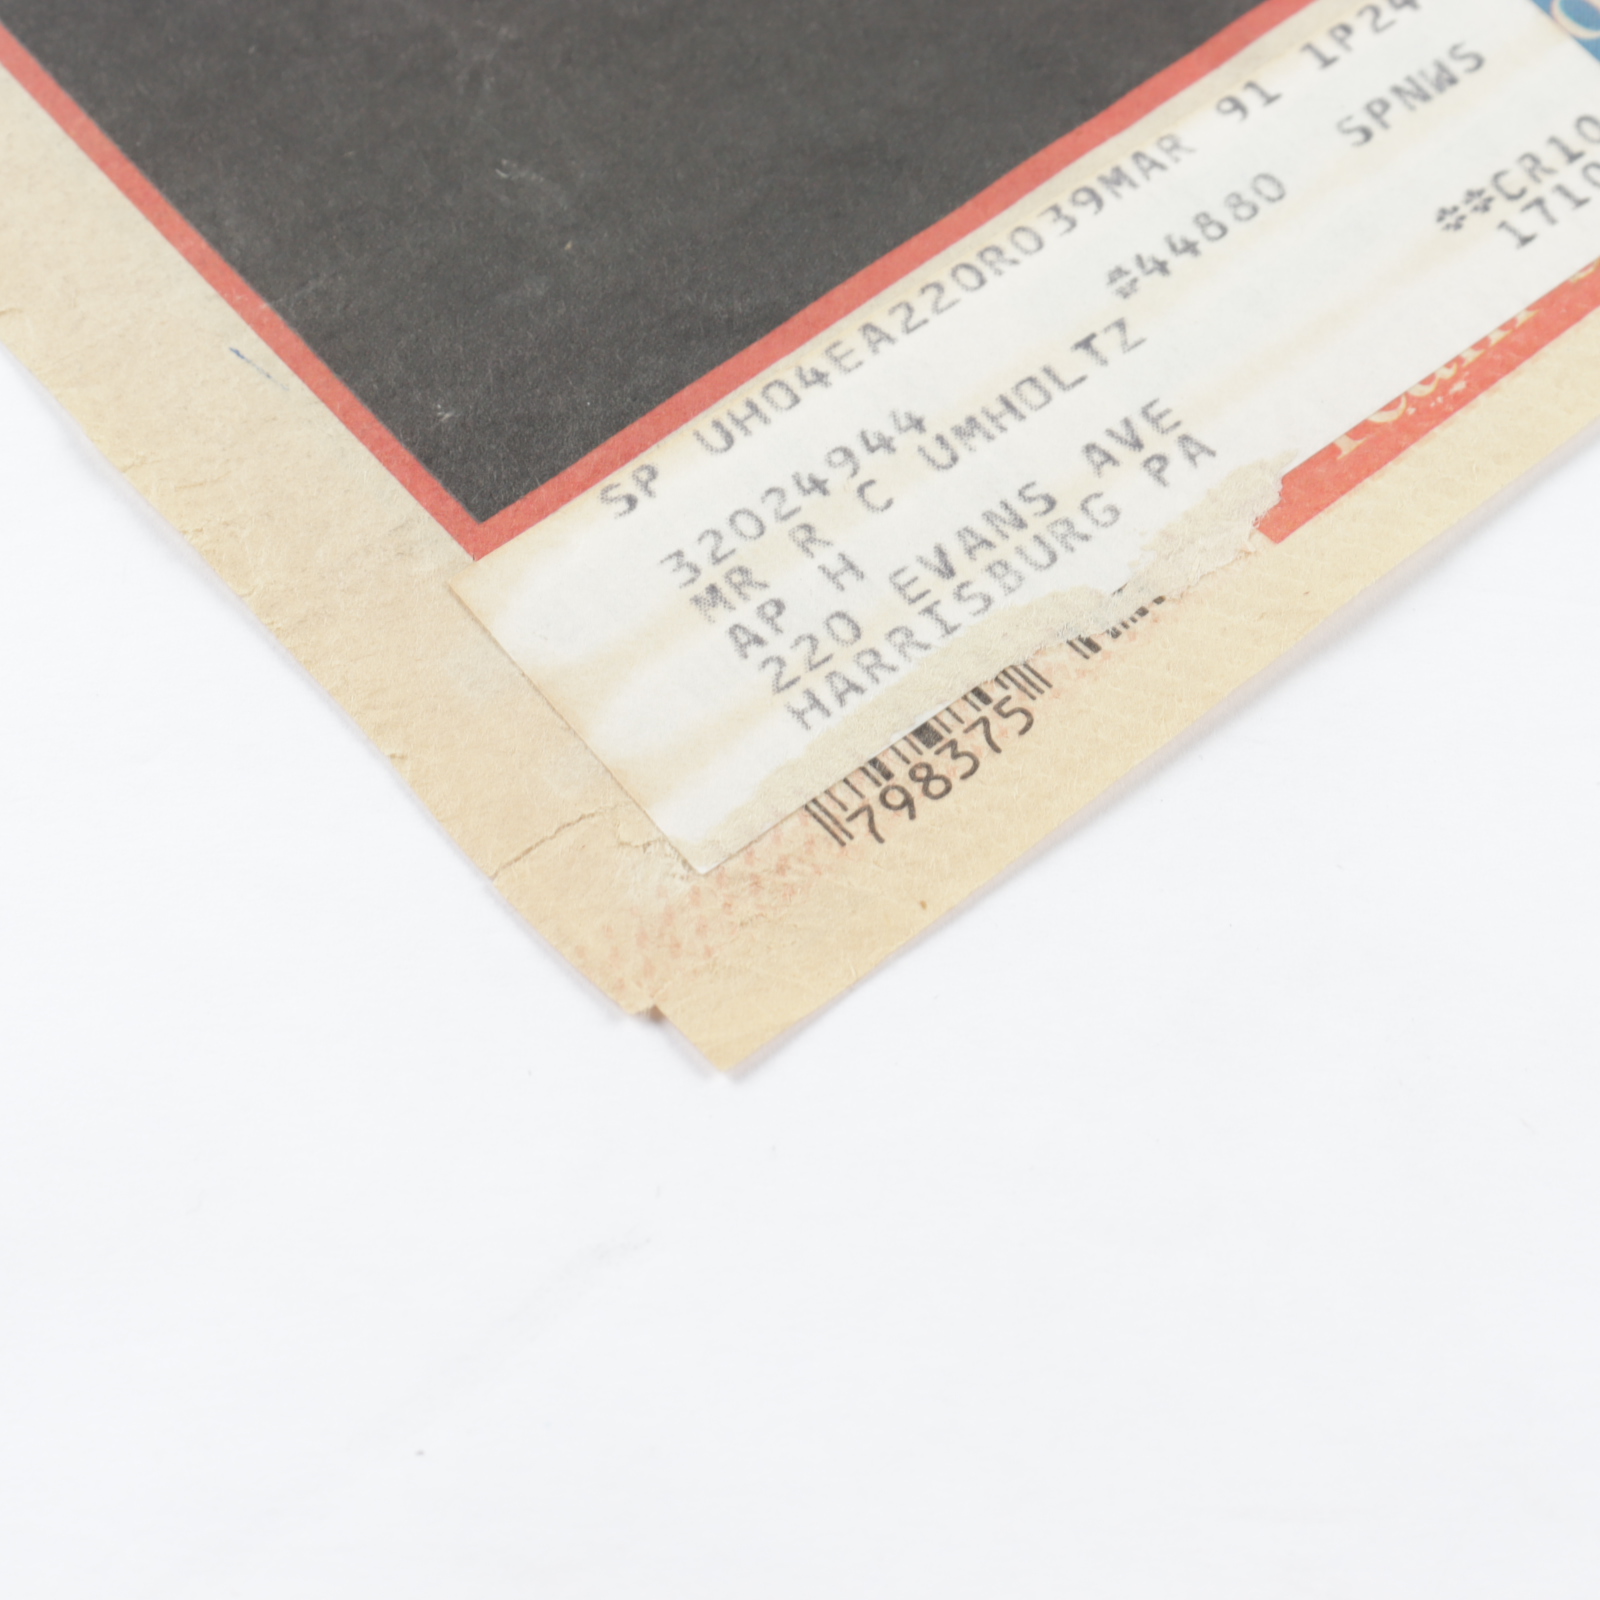 SP UH04EA220R039MAR 91 1P24
32024944 #44880 SPNWS
MR R C UMHOLTZ
AP H **CR10
220 EVANS AVE 1710
HARRISBURG PA
798375